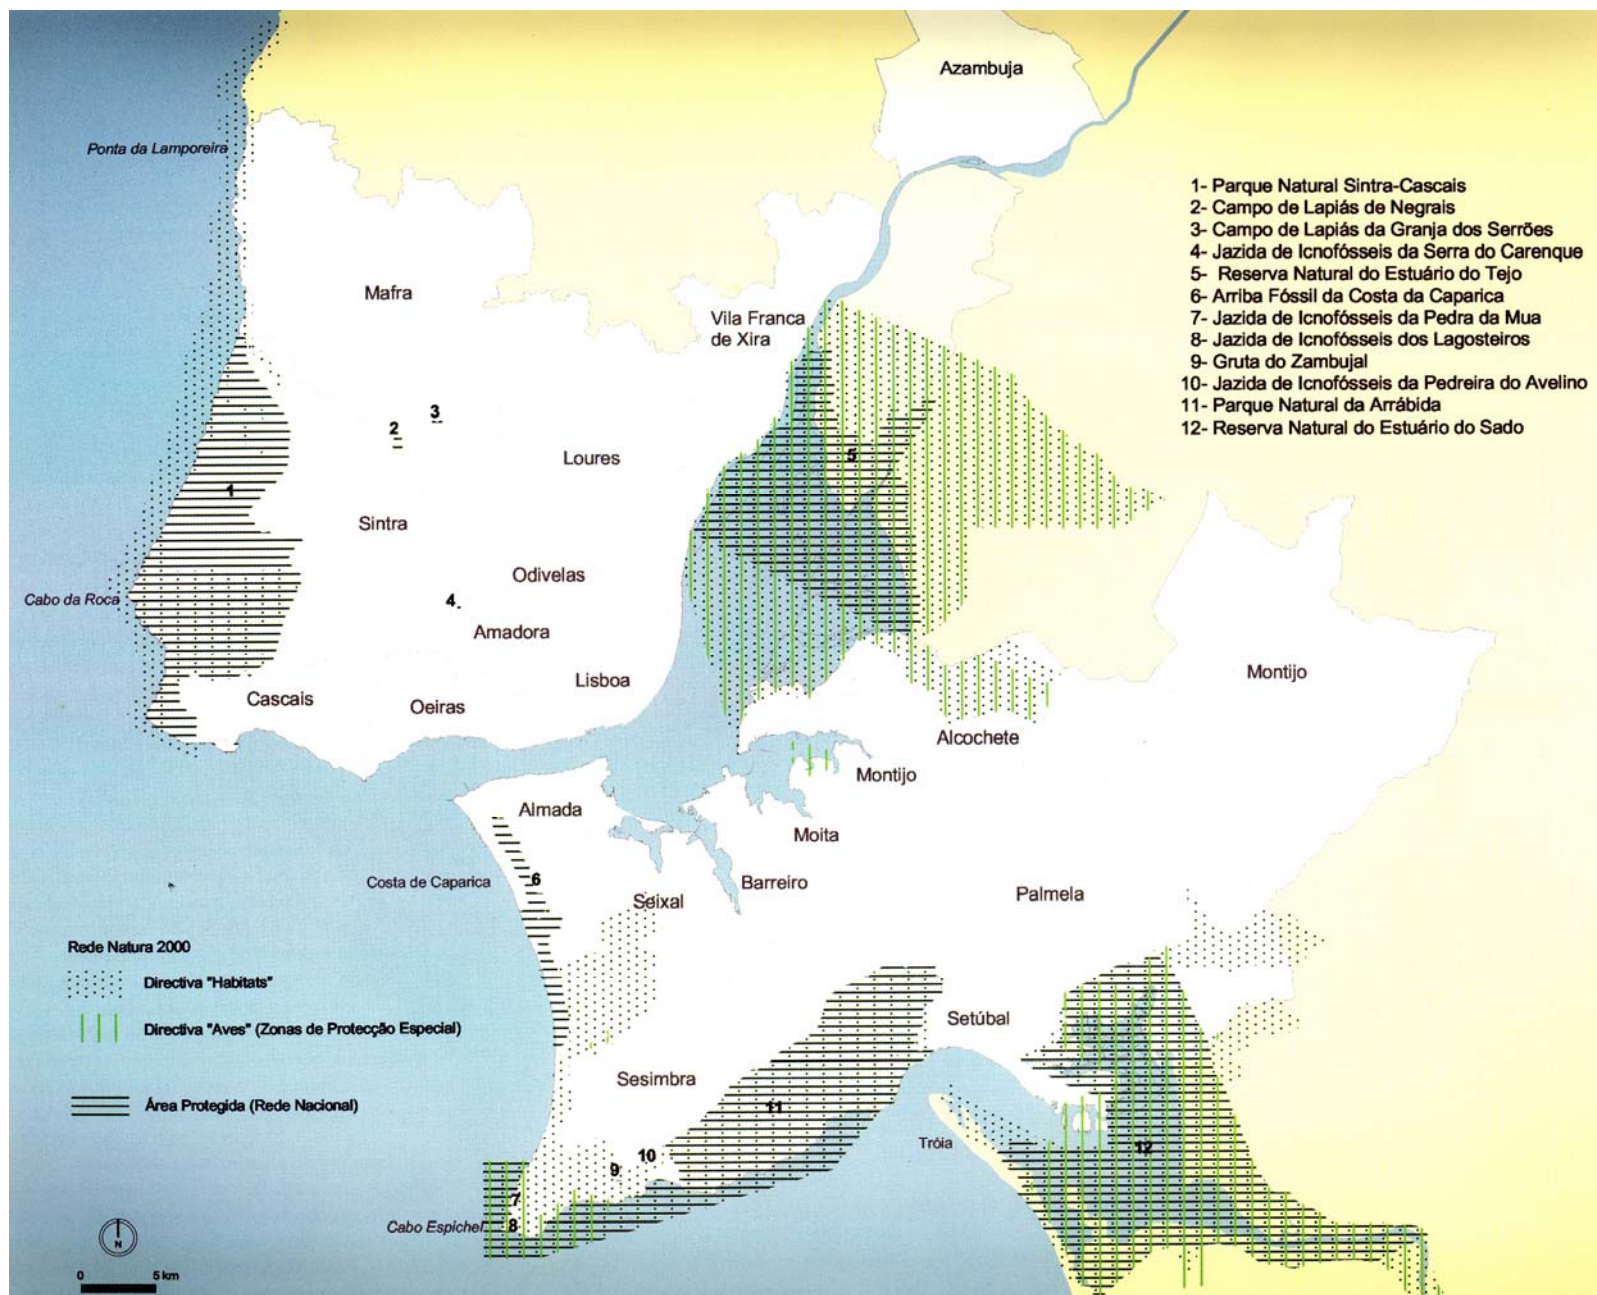 Azambuja
Ponta da Lamporeira
1- Parque Natural Sintra-Cascais
2- Campo de Lapiás de Negrais
3- Campo de Lapiás da Granja dos Serrões
4- Jazida de Icnofósseis da Serra do Carenque
5- Reserva Natural do Estuário do Tejo
6- Arriba Fóssil da Costa da Caparica
7- Jazida de Icnofósseis da Pedra da Mua
8- Jazida de Icnofósseis dos Lagosteiros
9- Gruta do Zambujal
10- Jazida de Icnofósseis da Pedreira do Avelino
11- Parque Natural da Arrábida
12- Reserva Natural do Estuário do Sado
Mafra
Vila Franca
de Xira
3
2
Loures
5
1
Sintra
Odivelas
Cabo da Roca
4
Amadora
Lisboa
Montijo
Cascais
Oeiras
Alcochete
Montijo
Almada
Moita
Costa de Caparica
6
Barreiro
Seixal
Palmela
Rede Natura 2000
Directiva "Habitats"
Directiva "Aves" (Zonas de Protecção Especial)
Área Protegida (Rede Nacional)
Setúbal
Sesimbra
11
Tróia
12
10
9
7
8
Cabo Espichel
N
0 5 km